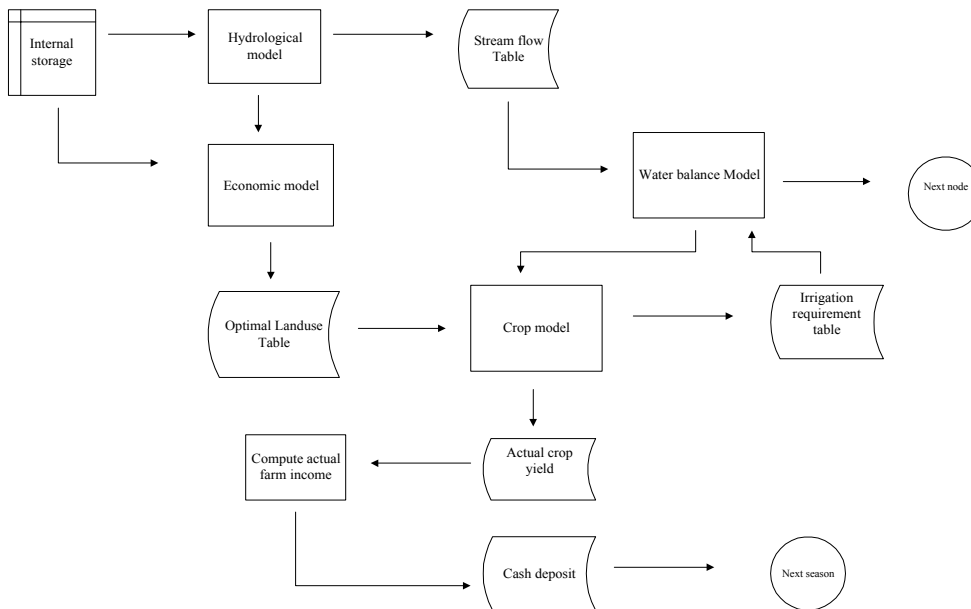 Internal
storage
Hydrological
model
Stream flow
Table
Economic model
Water balance Model
Next node
Optimal Landuse
Table
Crop model
Irrigation
requirement
table
Compute actual
farm income
Actual crop
yield
Cash deposit
Next season